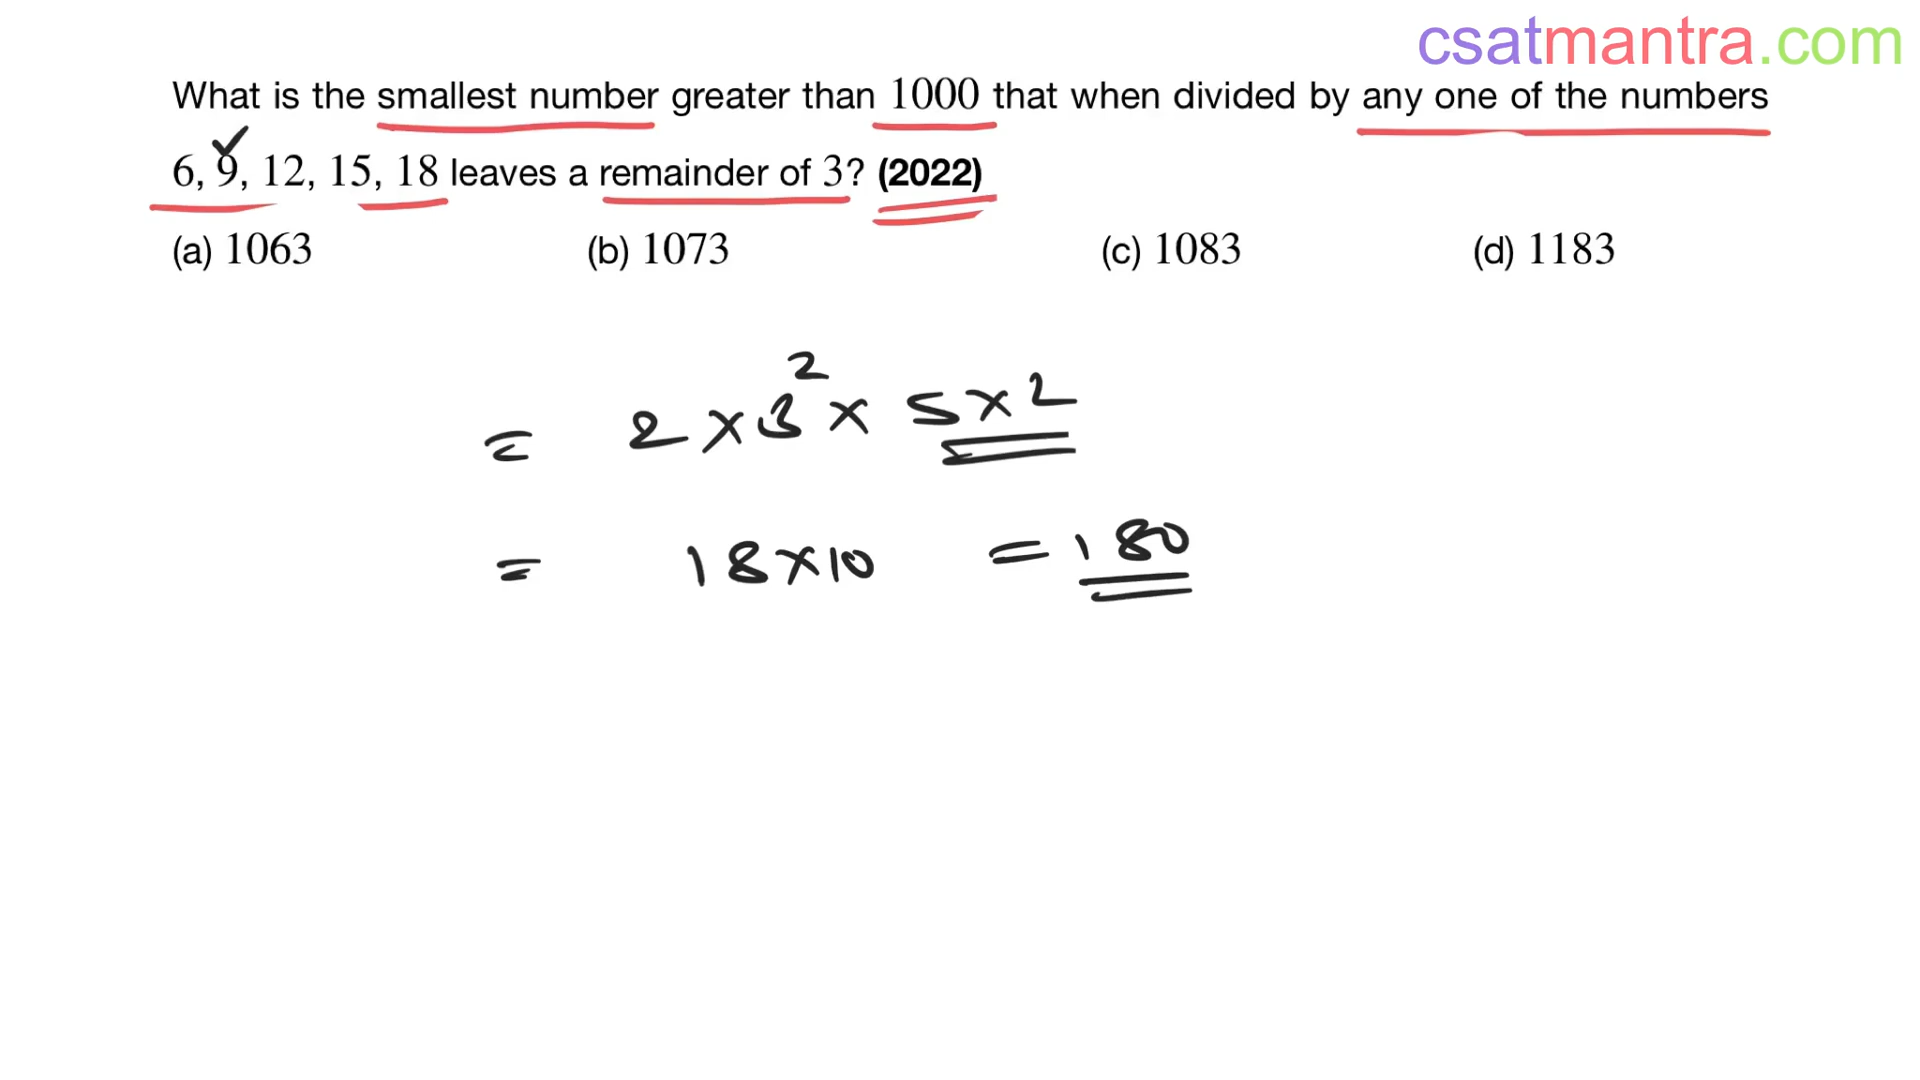 csatmantra.com
What is the smallest number greater than 1000 that when divided by any one of the numbers
6, 9, 12, 15, 18 leaves a remainder of 3? (2022)
(a) 1063 (b) 1073 (c) 1083 (d) 1183
= 2 × 3² × 5 × 2
= 18 × 10 = 180